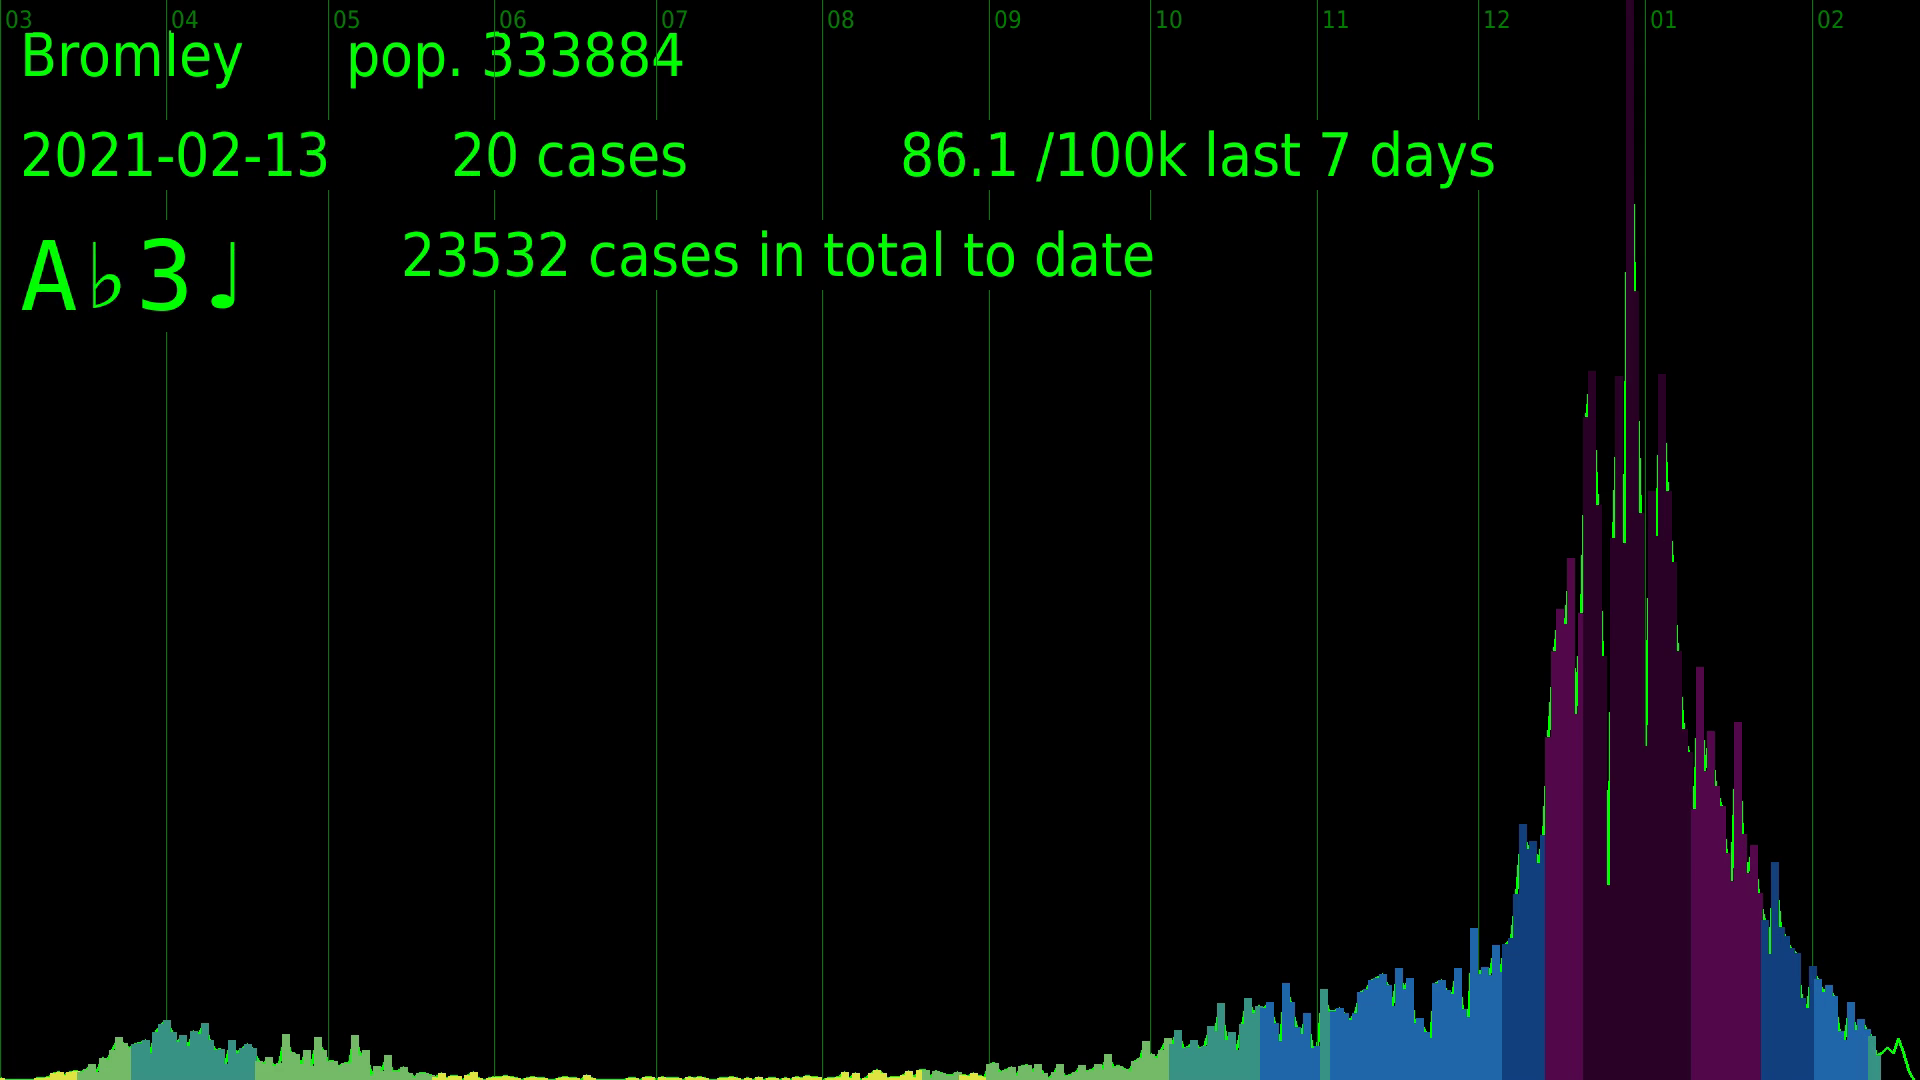 03 04 05 06 07 08 09 10 11 12 01 02
Bromley pop. 333884
2021-02-13 20 cases 86.1 /100k last 7 days
A♭3♩ 23532 cases in total to date